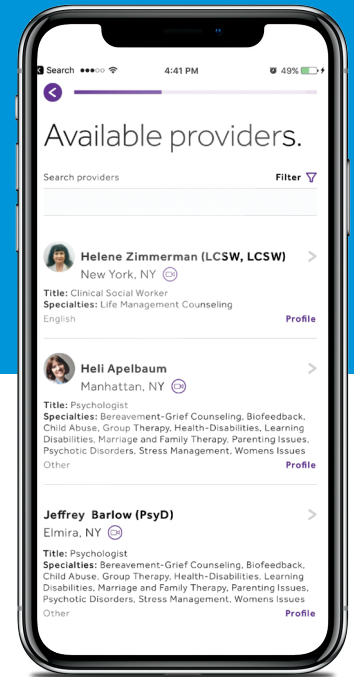 Search
4:41 PM
49%
Available providers.
Search providers
Filter
Helene Zimmerman (LCSW, LCSW)
New York, NY
Title: Clinical Social Worker
Specialties: Life Management Counseling
English
Profile
Heli Apelbaum
Manhattan, NY
Title: Psychologist
Specialties: Bereavement-Grief Counseling, Biofeedback,
Child Abuse, Group Therapy, Health-Disabilities, Learning
Disabilities, Marriage and Family Therapy, Parenting Issues,
Psychotic Disorders, Stress Management, Womens Issues
Other
Profile
Jeffrey Barlow (PsyD)
Elmira, NY
Title: Psychologist
Specialties: Bereavement-Grief Counseling, Biofeedback,
Child Abuse, Group Therapy, Health-Disabilities, Learning
Disabilities, Marriage and Family Therapy, Parenting Issues,
Psychotic Disorders, Stress Management, Womens Issues
Other
Profile